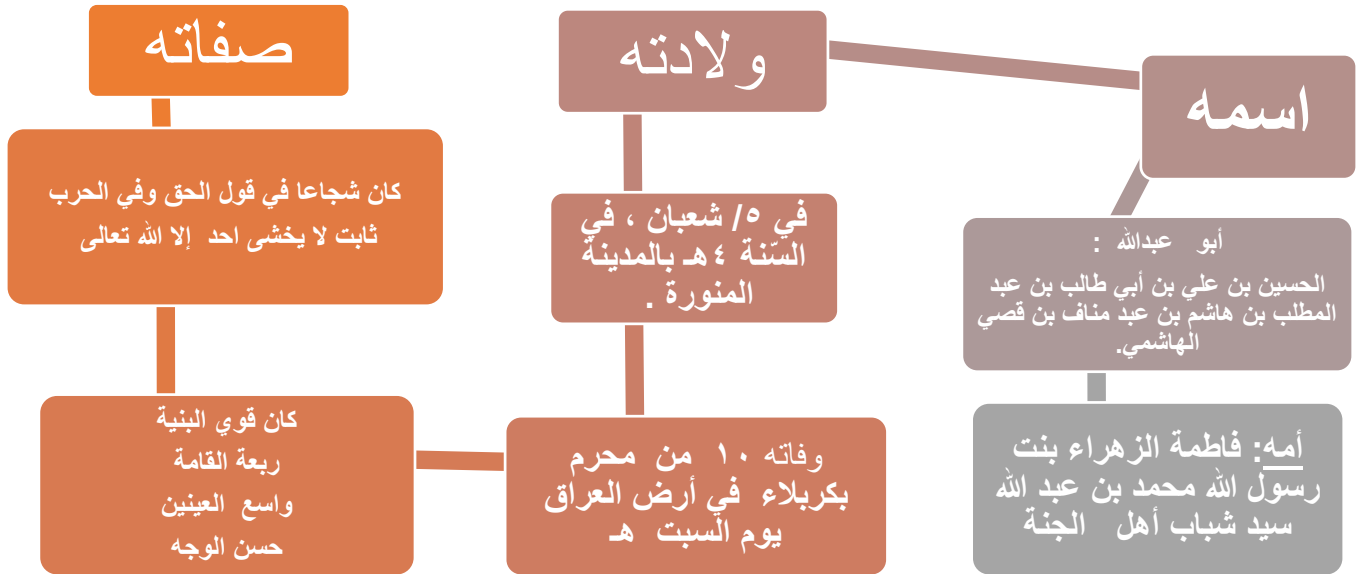 اسمه
أبو عبدالله :
الحسين بن علي بن أبي طالب بن عبد
المطلب بن هاشم بن عبد مناف بن قصي
الهاشمي.
أمه: فاطمة الزهراء بنت
رسول الله محمد بن عبد الله
سيد شباب أهل الجنة
ولادته
في ٥/ شعبان ، في
السّنة ٤ هـ بالمدينة
المنورة .
وفاته ١٠ من محرم
بكربلاء في أرض العراق
يوم السبت هـ
صفاته
كان شجاعا في قول الحق وفي الحرب
ثابت لا يخشى احد إلا الله تعالى
كان قوي البنية
ربعة القامة
واسع العينين
حسن الوجه